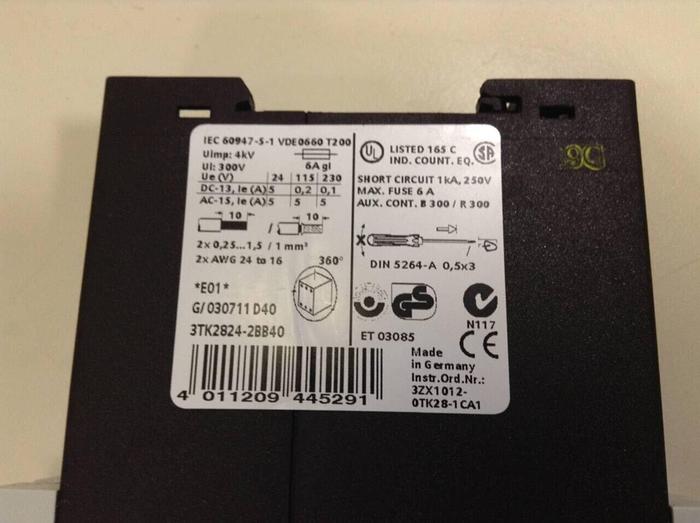 IEC 60947-5-1 VDE0660 T200
Uimp: 4kV
6A gl
Ui: 300V
Ue (V) 24 115 230
DC-13, Ie (A) 5 0,2 0,1
AC-15, Ie (A) 5 5 5
10 / 10
2x 0,25...1,5 / 1 mm²
2x AWG 24 to 16
360°
*E01*
G/ 030711 D40
3TK2824-2BB40
4 011209 445291
UL LISTED 165 C
IND. CONT. EQ. SA
SHORT CIRCUIT 1kA, 250V
MAX. FUSE 6 A
AUX. CONT. B 300 / R 300
X
DIN 5264-A 0,5x3
GS
N117
CE
ET 03085
Made
in Germany
Instr.Ord.Nr.:
3ZX1012-
0TK28-1CA1